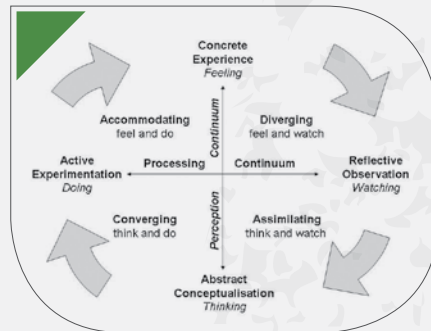 Concrete
Experience
Feeling
Continuum
Accommodating
feel and do
Diverging
feel and watch
Active
Experimentation
Doing
Processing
Continuum
Reflective
Observation
Watching
Converging
think and do
Perception
Assimilating
think and watch
Abstract
Conceptualisation
Thinking